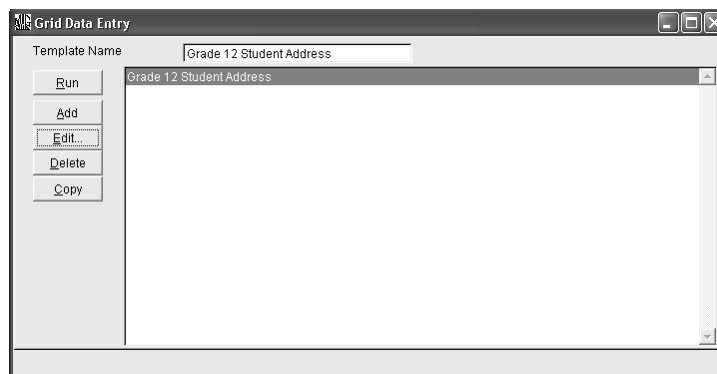 Grid Data Entry
Template Name
Grade 12 Student Address
Run
Grade 12 Student Address
Add
Edit...
Delete
Copy